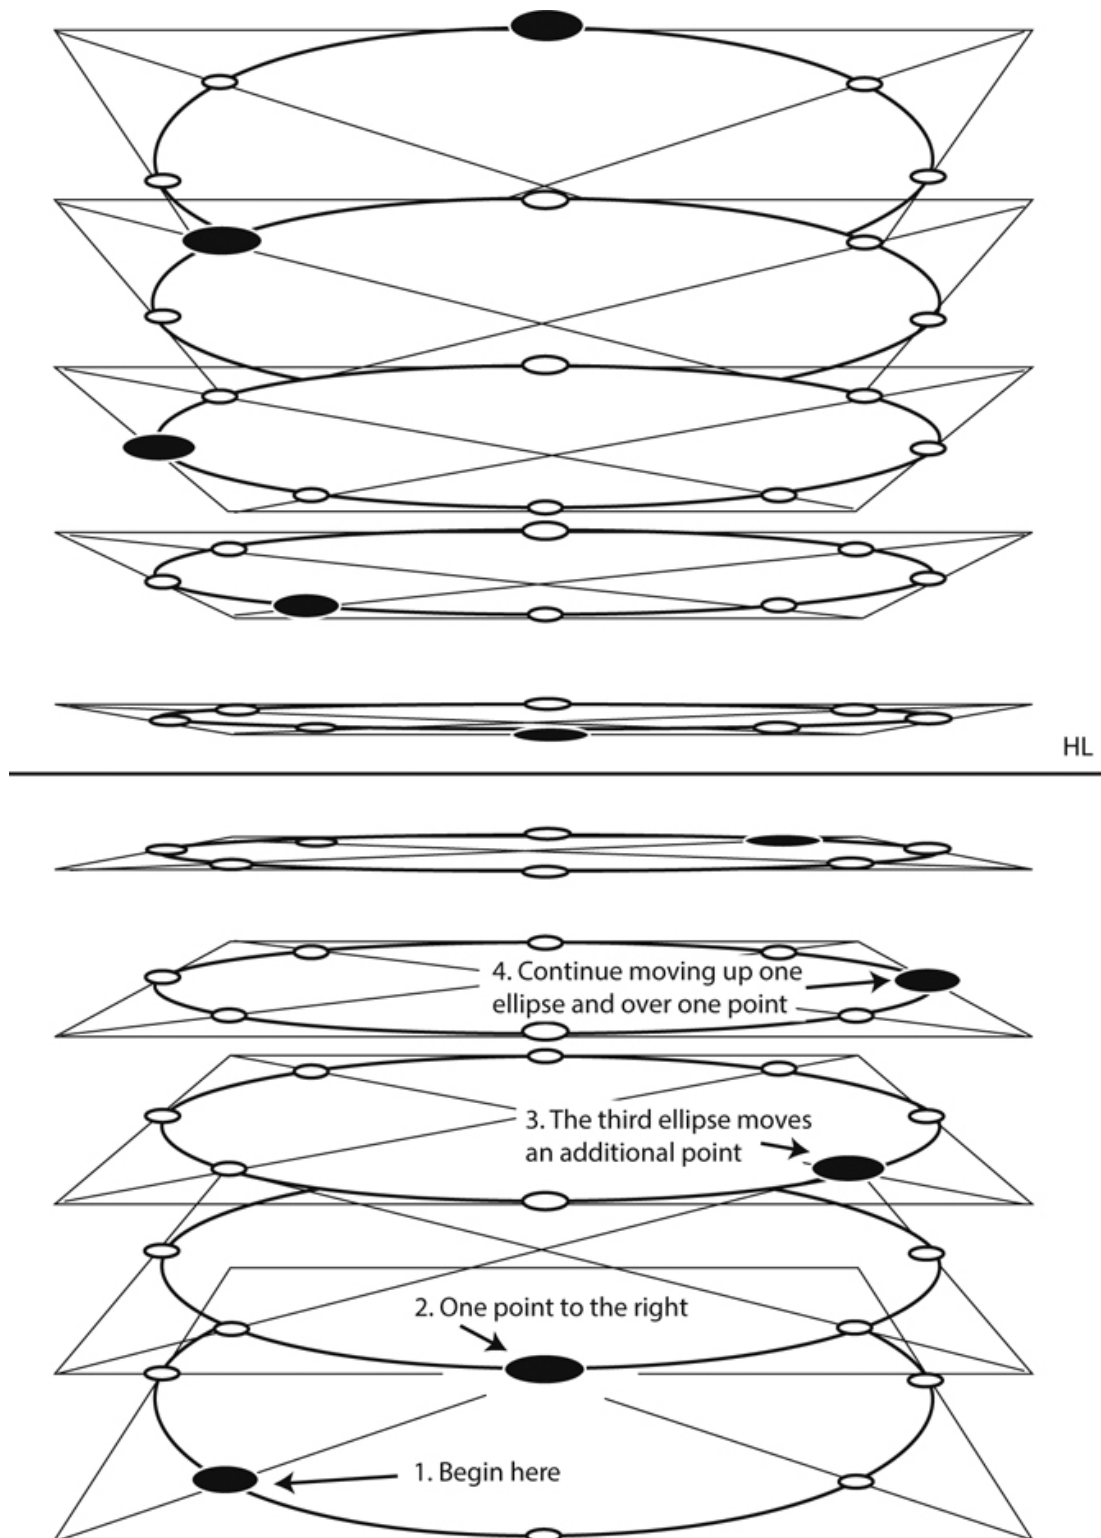 HL
4. Continue moving up one
ellipse and over one point
3. The third ellipse moves
an additional point
2. One point to the right
1. Begin here